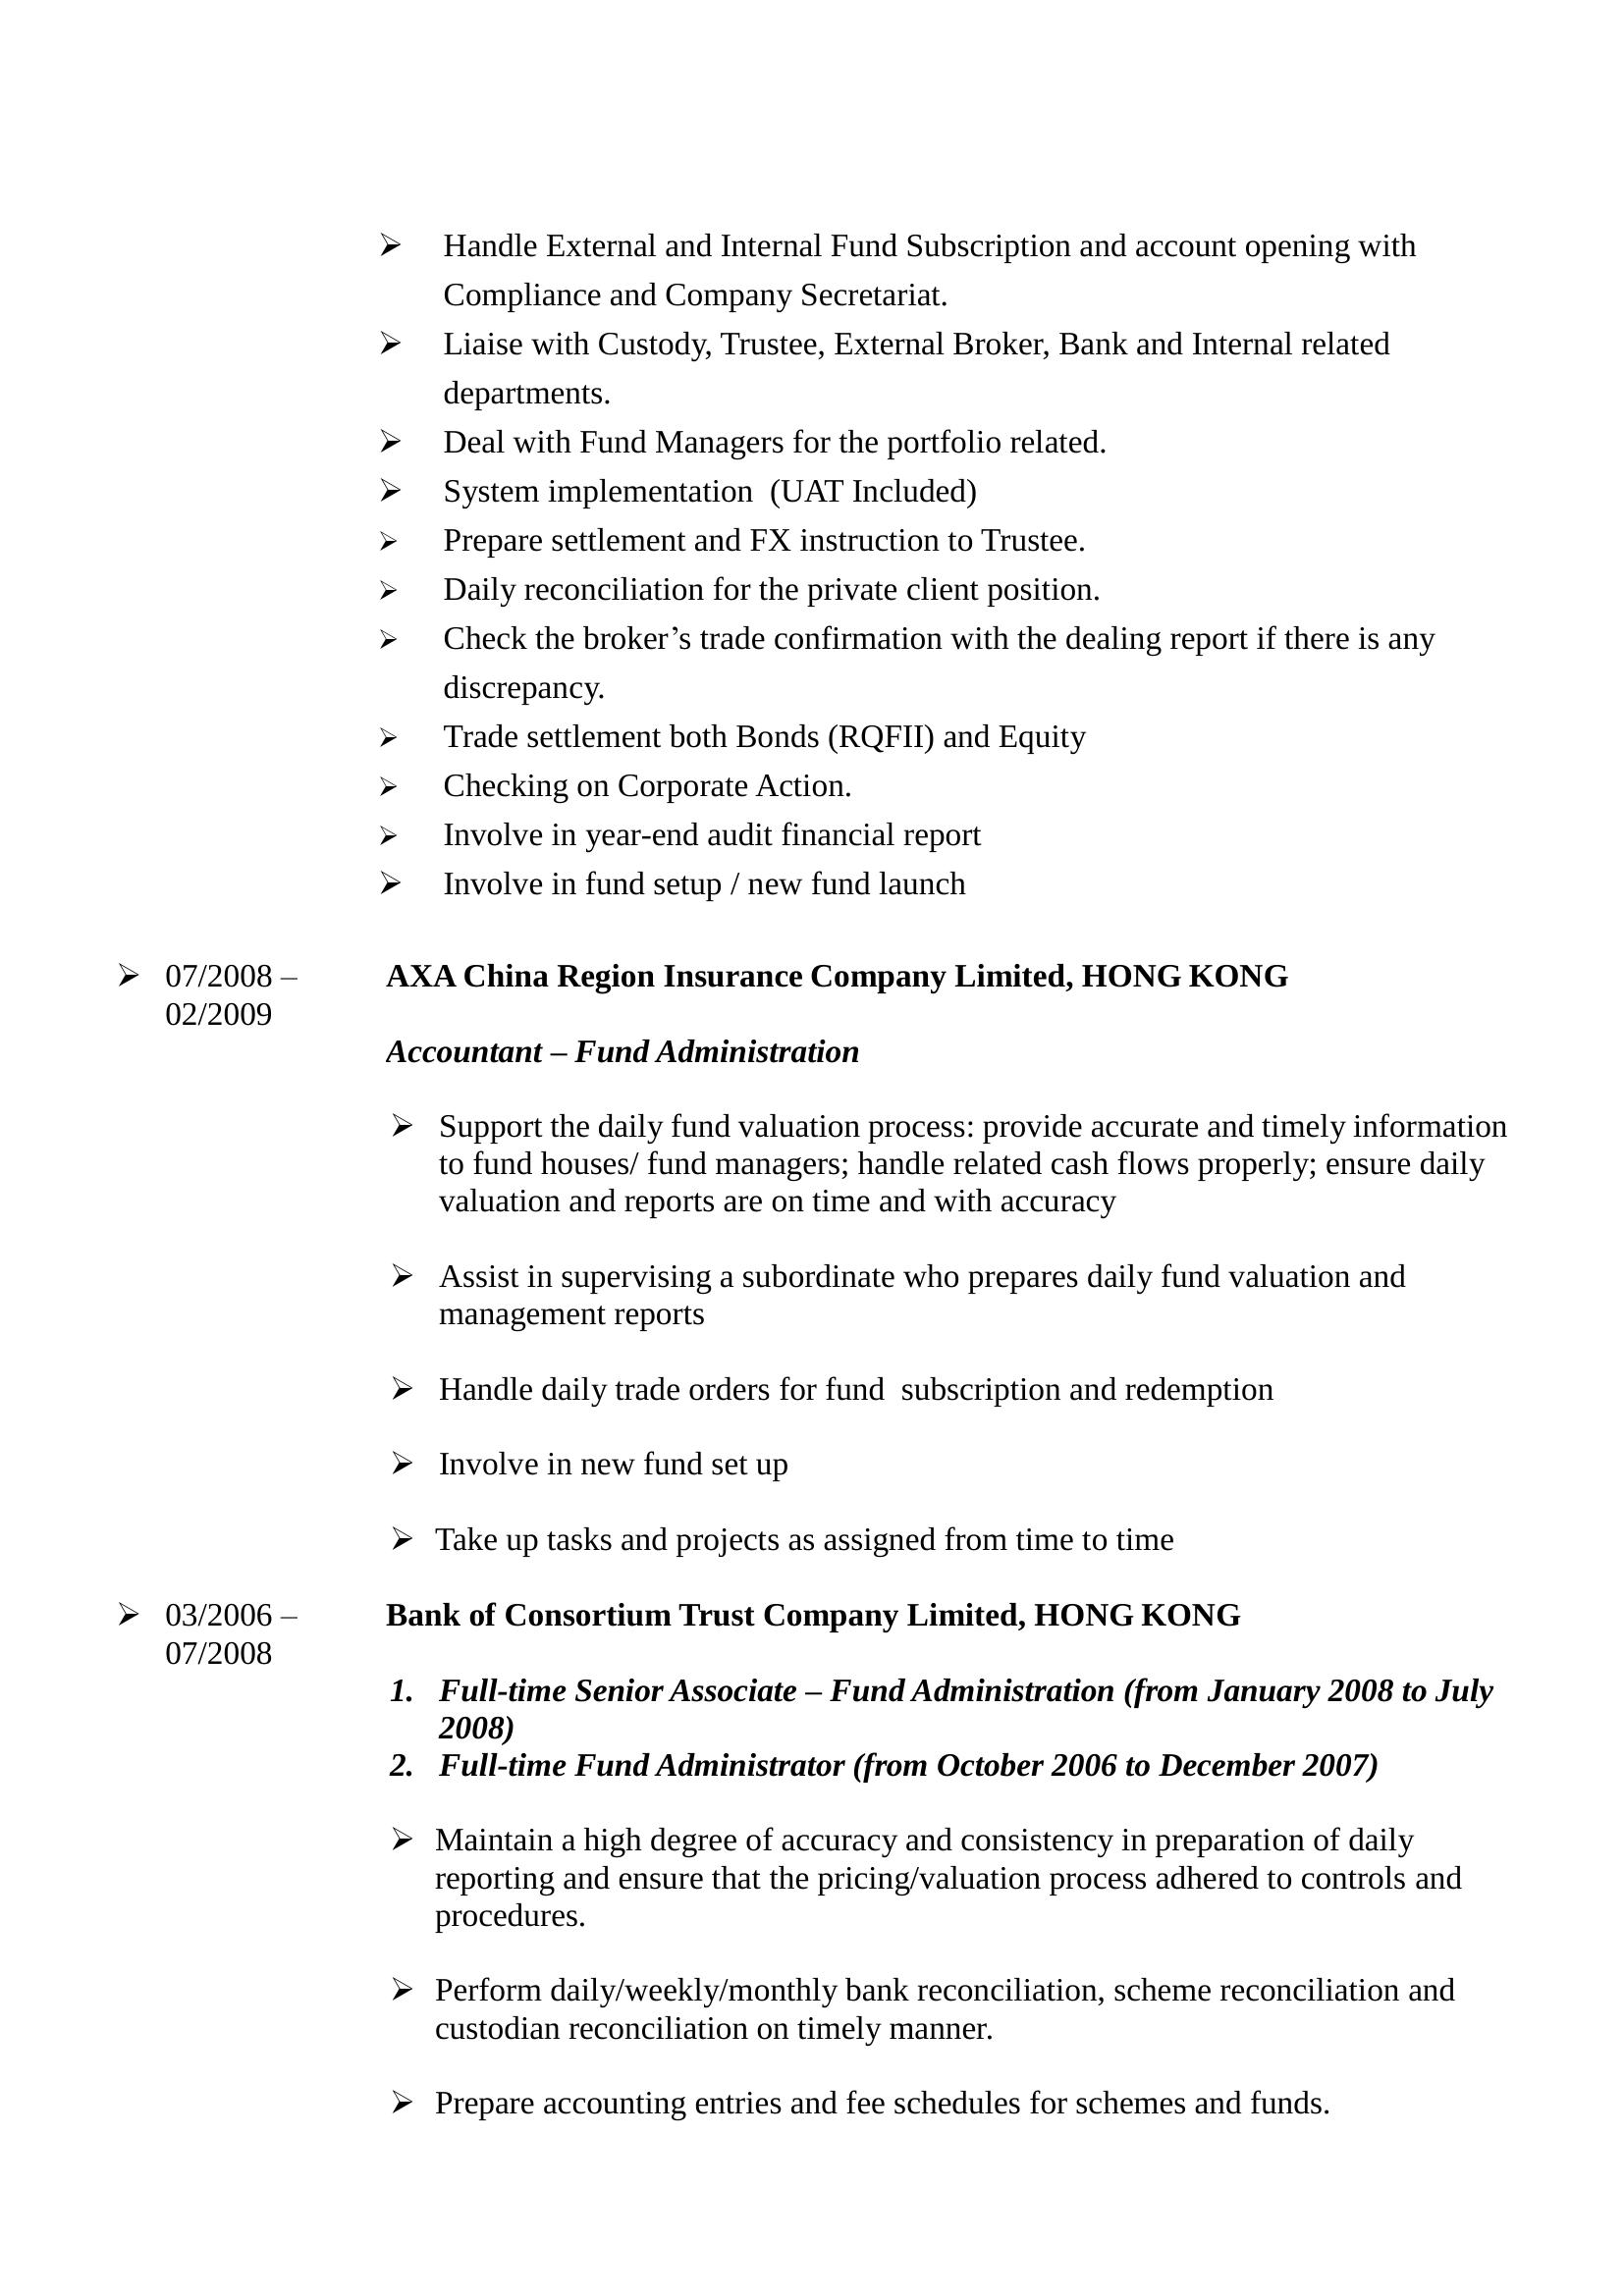 ➢ Handle External and Internal Fund Subscription and account opening with
Compliance and Company Secretariat.
➢ Liaise with Custody, Trustee, External Broker, Bank and Internal related
departments.
➢ Deal with Fund Managers for the portfolio related.
➢ System implementation  (UAT Included)
➢ Prepare settlement and FX instruction to Trustee.
➢ Daily reconciliation for the private client position.
➢ Check the broker’s trade confirmation with the dealing report if there is any
discrepancy.
➢ Trade settlement both Bonds (RQFII) and Equity
➢ Checking on Corporate Action.
➢ Involve in year-end audit financial report
➢ Involve in fund setup / new fund launch
➢ 07/2008 –
02/2009
AXA China Region Insurance Company Limited, HONG KONG
Accountant – Fund Administration
➢ Support the daily fund valuation process: provide accurate and timely information
to fund houses/ fund managers; handle related cash flows properly; ensure daily
valuation and reports are on time and with accuracy
➢ Assist in supervising a subordinate who prepares daily fund valuation and
management reports
➢ Handle daily trade orders for fund  subscription and redemption
➢ Involve in new fund set up
➢ Take up tasks and projects as assigned from time to time
➢ 03/2006 –
07/2008
Bank of Consortium Trust Company Limited, HONG KONG
1. Full-time Senior Associate – Fund Administration (from January 2008 to July
2008)
2. Full-time Fund Administrator (from October 2006 to December 2007)
➢ Maintain a high degree of accuracy and consistency in preparation of daily
reporting and ensure that the pricing/valuation process adhered to controls and
procedures.
➢ Perform daily/weekly/monthly bank reconciliation, scheme reconciliation and
custodian reconciliation on timely manner.
➢ Prepare accounting entries and fee schedules for schemes and funds.